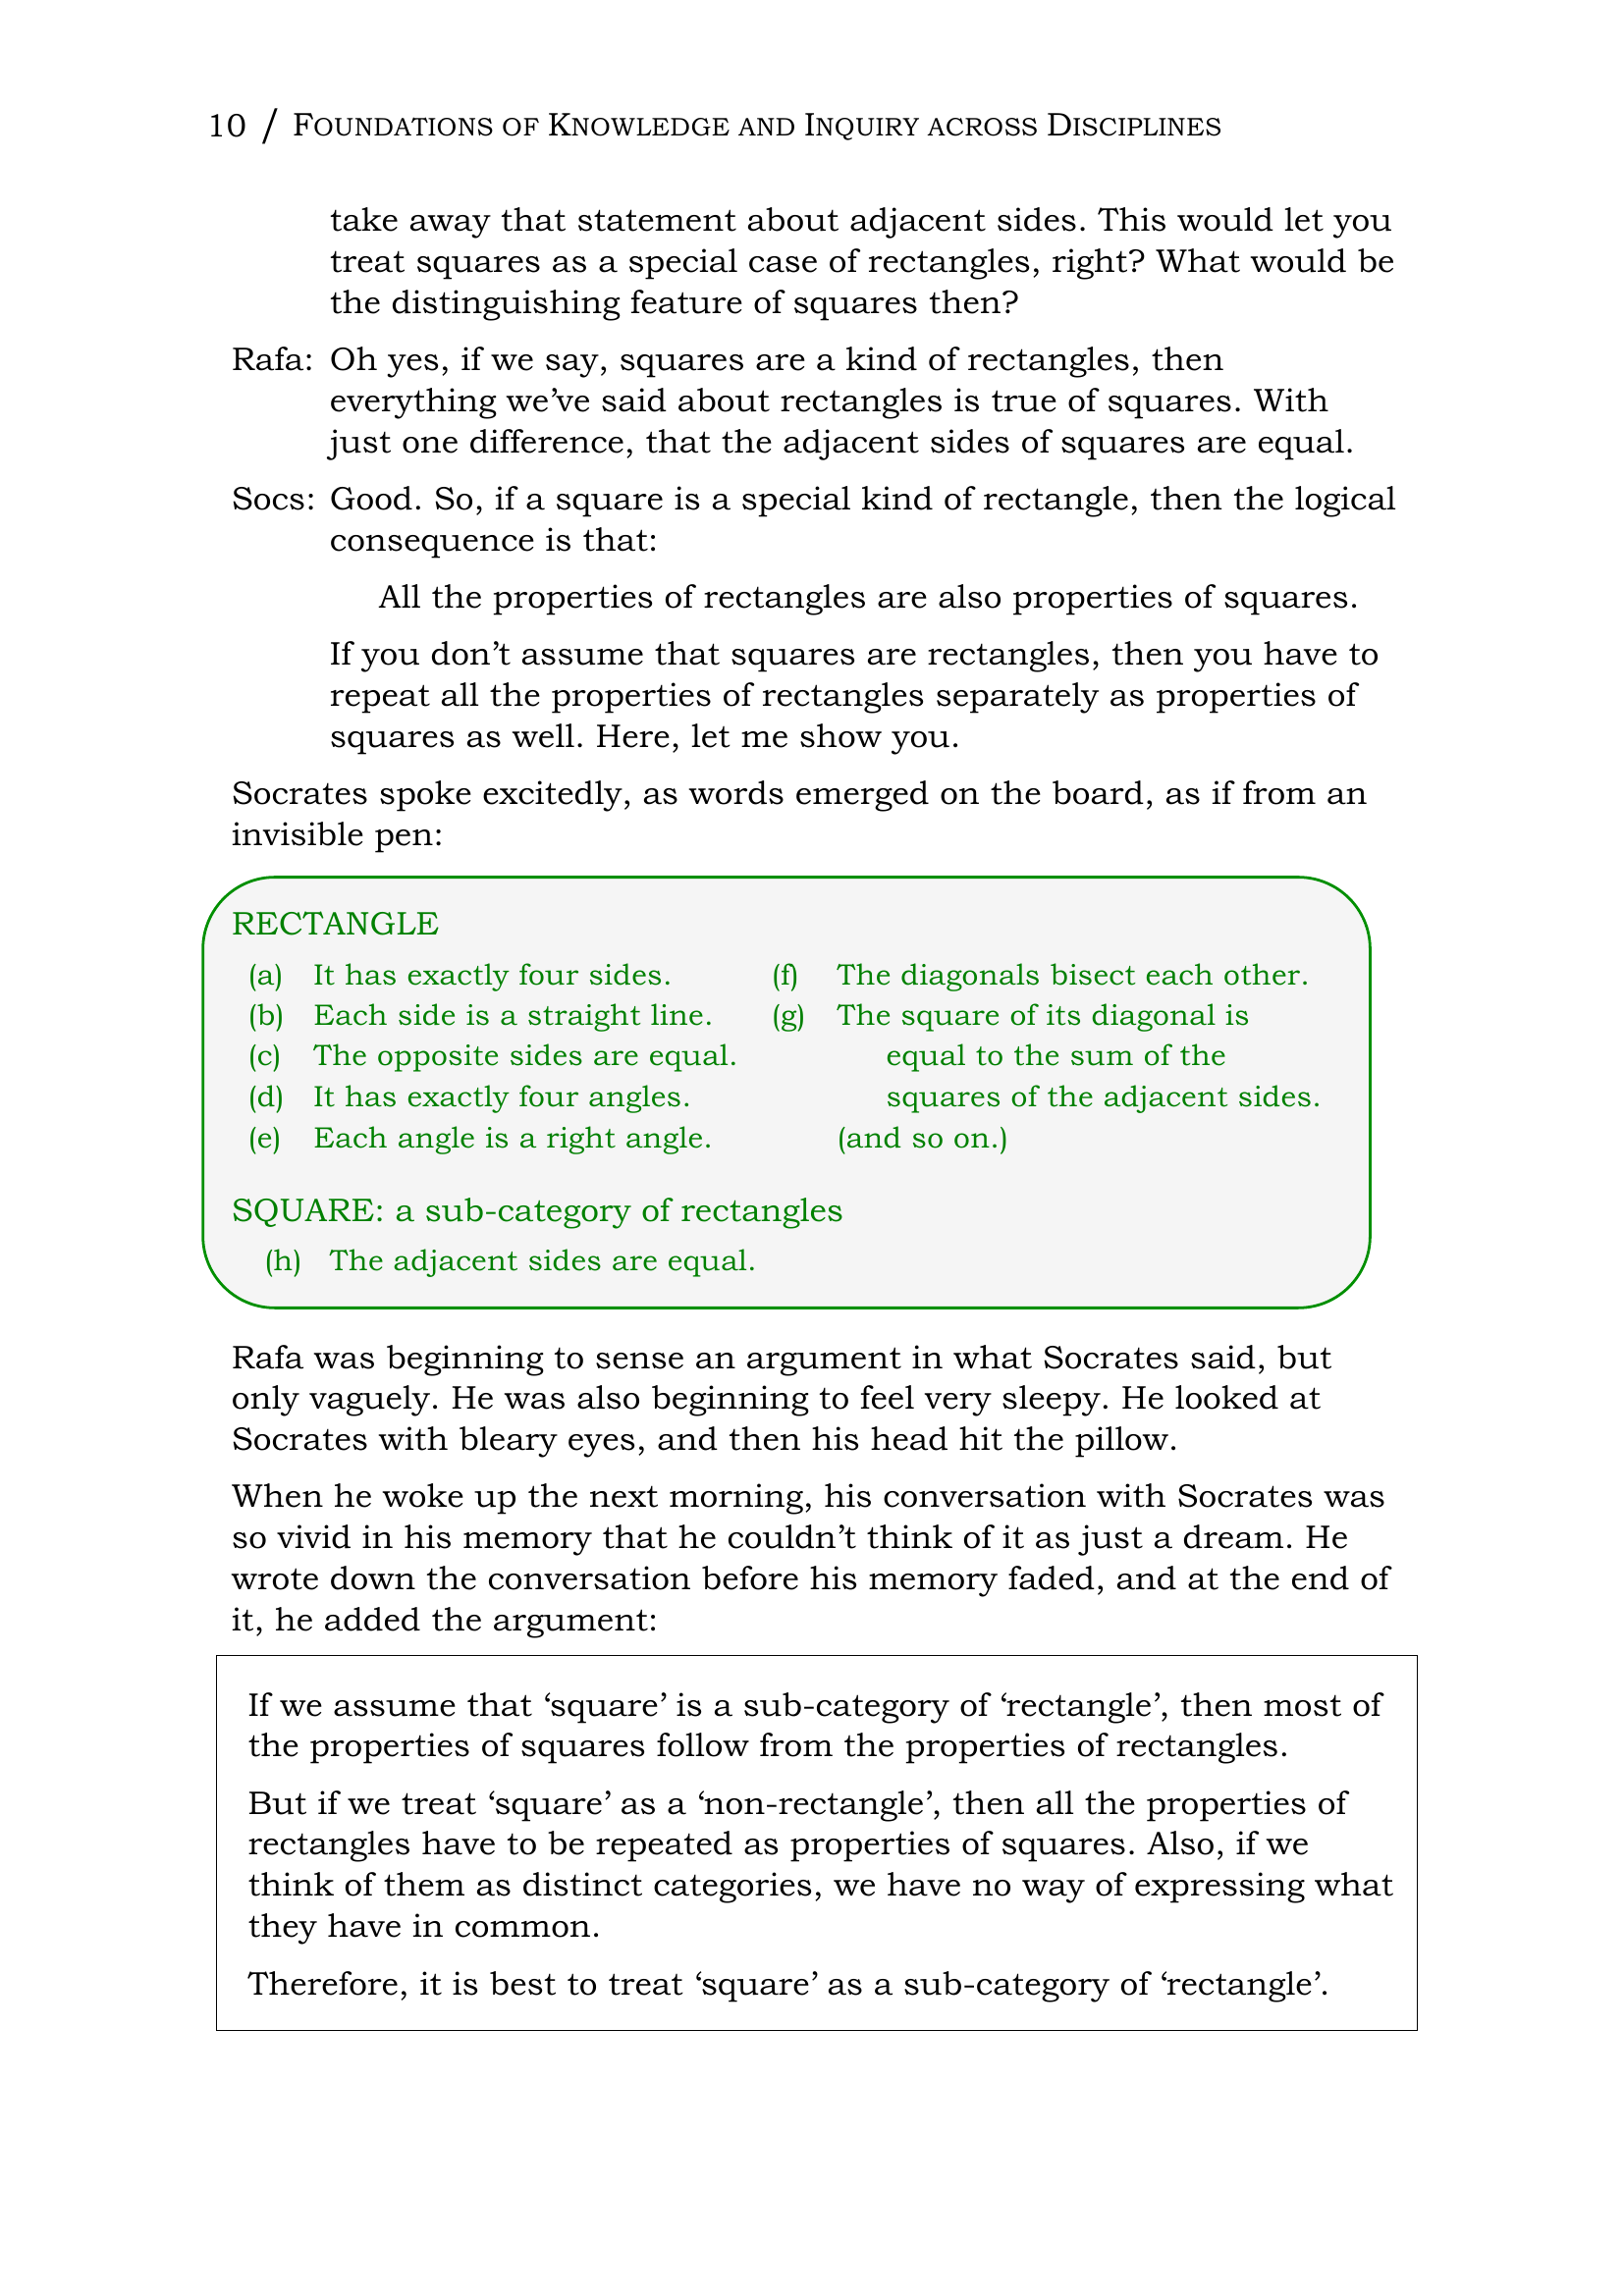 10 / FOUNDATIONS OF KNOWLEDGE AND INQUIRY ACROSS DISCIPLINES
take away that statement about adjacent sides. This would let you
treat squares as a special case of rectangles, right? What would be
the distinguishing feature of squares then?
Rafa: Oh yes, if we say, squares are a kind of rectangles, then
everything we’ve said about rectangles is true of squares. With
just one difference, that the adjacent sides of squares are equal.
Socs: Good. So, if a square is a special kind of rectangle, then the logical
consequence is that:
All the properties of rectangles are also properties of squares.
If you don’t assume that squares are rectangles, then you have to
repeat all the properties of rectangles separately as properties of
squares as well. Here, let me show you.
Socrates spoke excitedly, as words emerged on the board, as if from an
invisible pen:
RECTANGLE
(a) It has exactly four sides.
(b) Each side is a straight line.
(c) The opposite sides are equal.
(d) It has exactly four angles.
(e) Each angle is a right angle.
(f) The diagonals bisect each other.
(g) The square of its diagonal is
equal to the sum of the
squares of the adjacent sides.
(and so on.)
SQUARE: a sub-category of rectangles
(h) The adjacent sides are equal.
Rafa was beginning to sense an argument in what Socrates said, but
only vaguely. He was also beginning to feel very sleepy. He looked at
Socrates with bleary eyes, and then his head hit the pillow.
When he woke up the next morning, his conversation with Socrates was
so vivid in his memory that he couldn’t think of it as just a dream. He
wrote down the conversation before his memory faded, and at the end of
it, he added the argument:
If we assume that ‘square’ is a sub-category of ‘rectangle’, then most of
the properties of squares follow from the properties of rectangles.
But if we treat ‘square’ as a ‘non-rectangle’, then all the properties of
rectangles have to be repeated as properties of squares. Also, if we
think of them as distinct categories, we have no way of expressing what
they have in common.
Therefore, it is best to treat ‘square’ as a sub-category of ‘rectangle’.